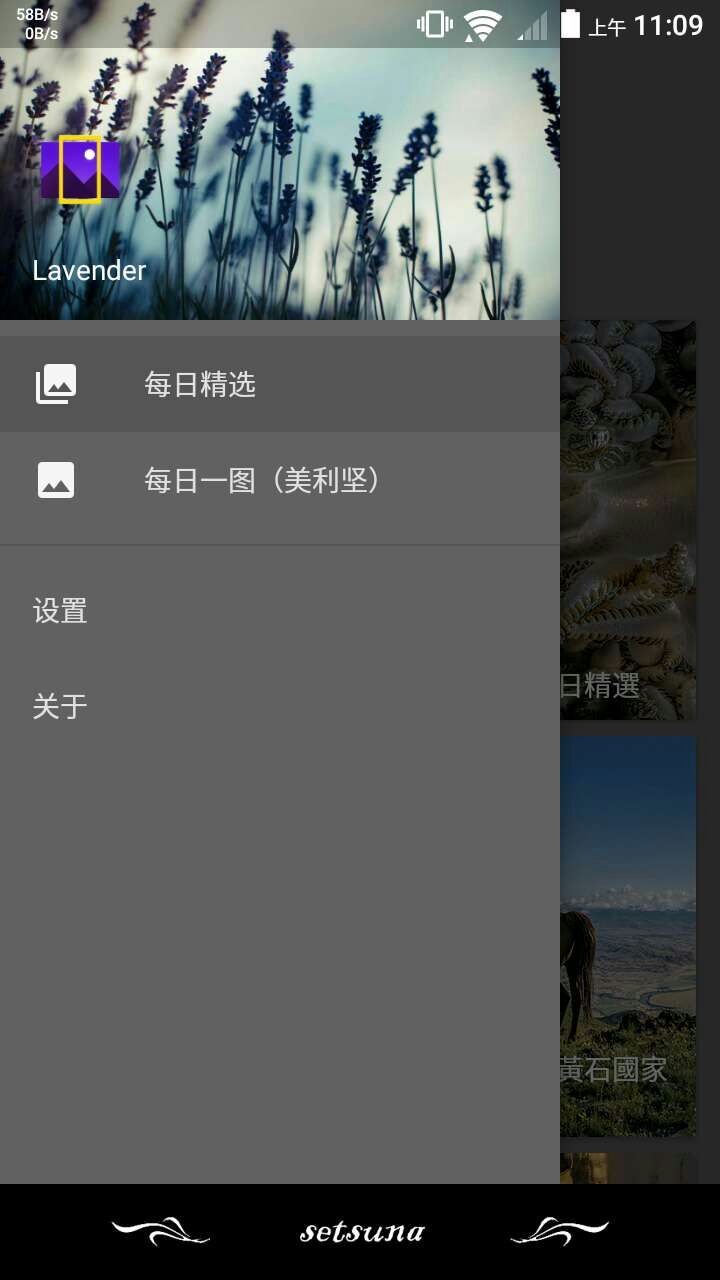 58B/s
0B/s
上午 11:09
Lavender
每日精选
每日一图（美利坚）
设置
关于
日精選
黃石國家
setsuna